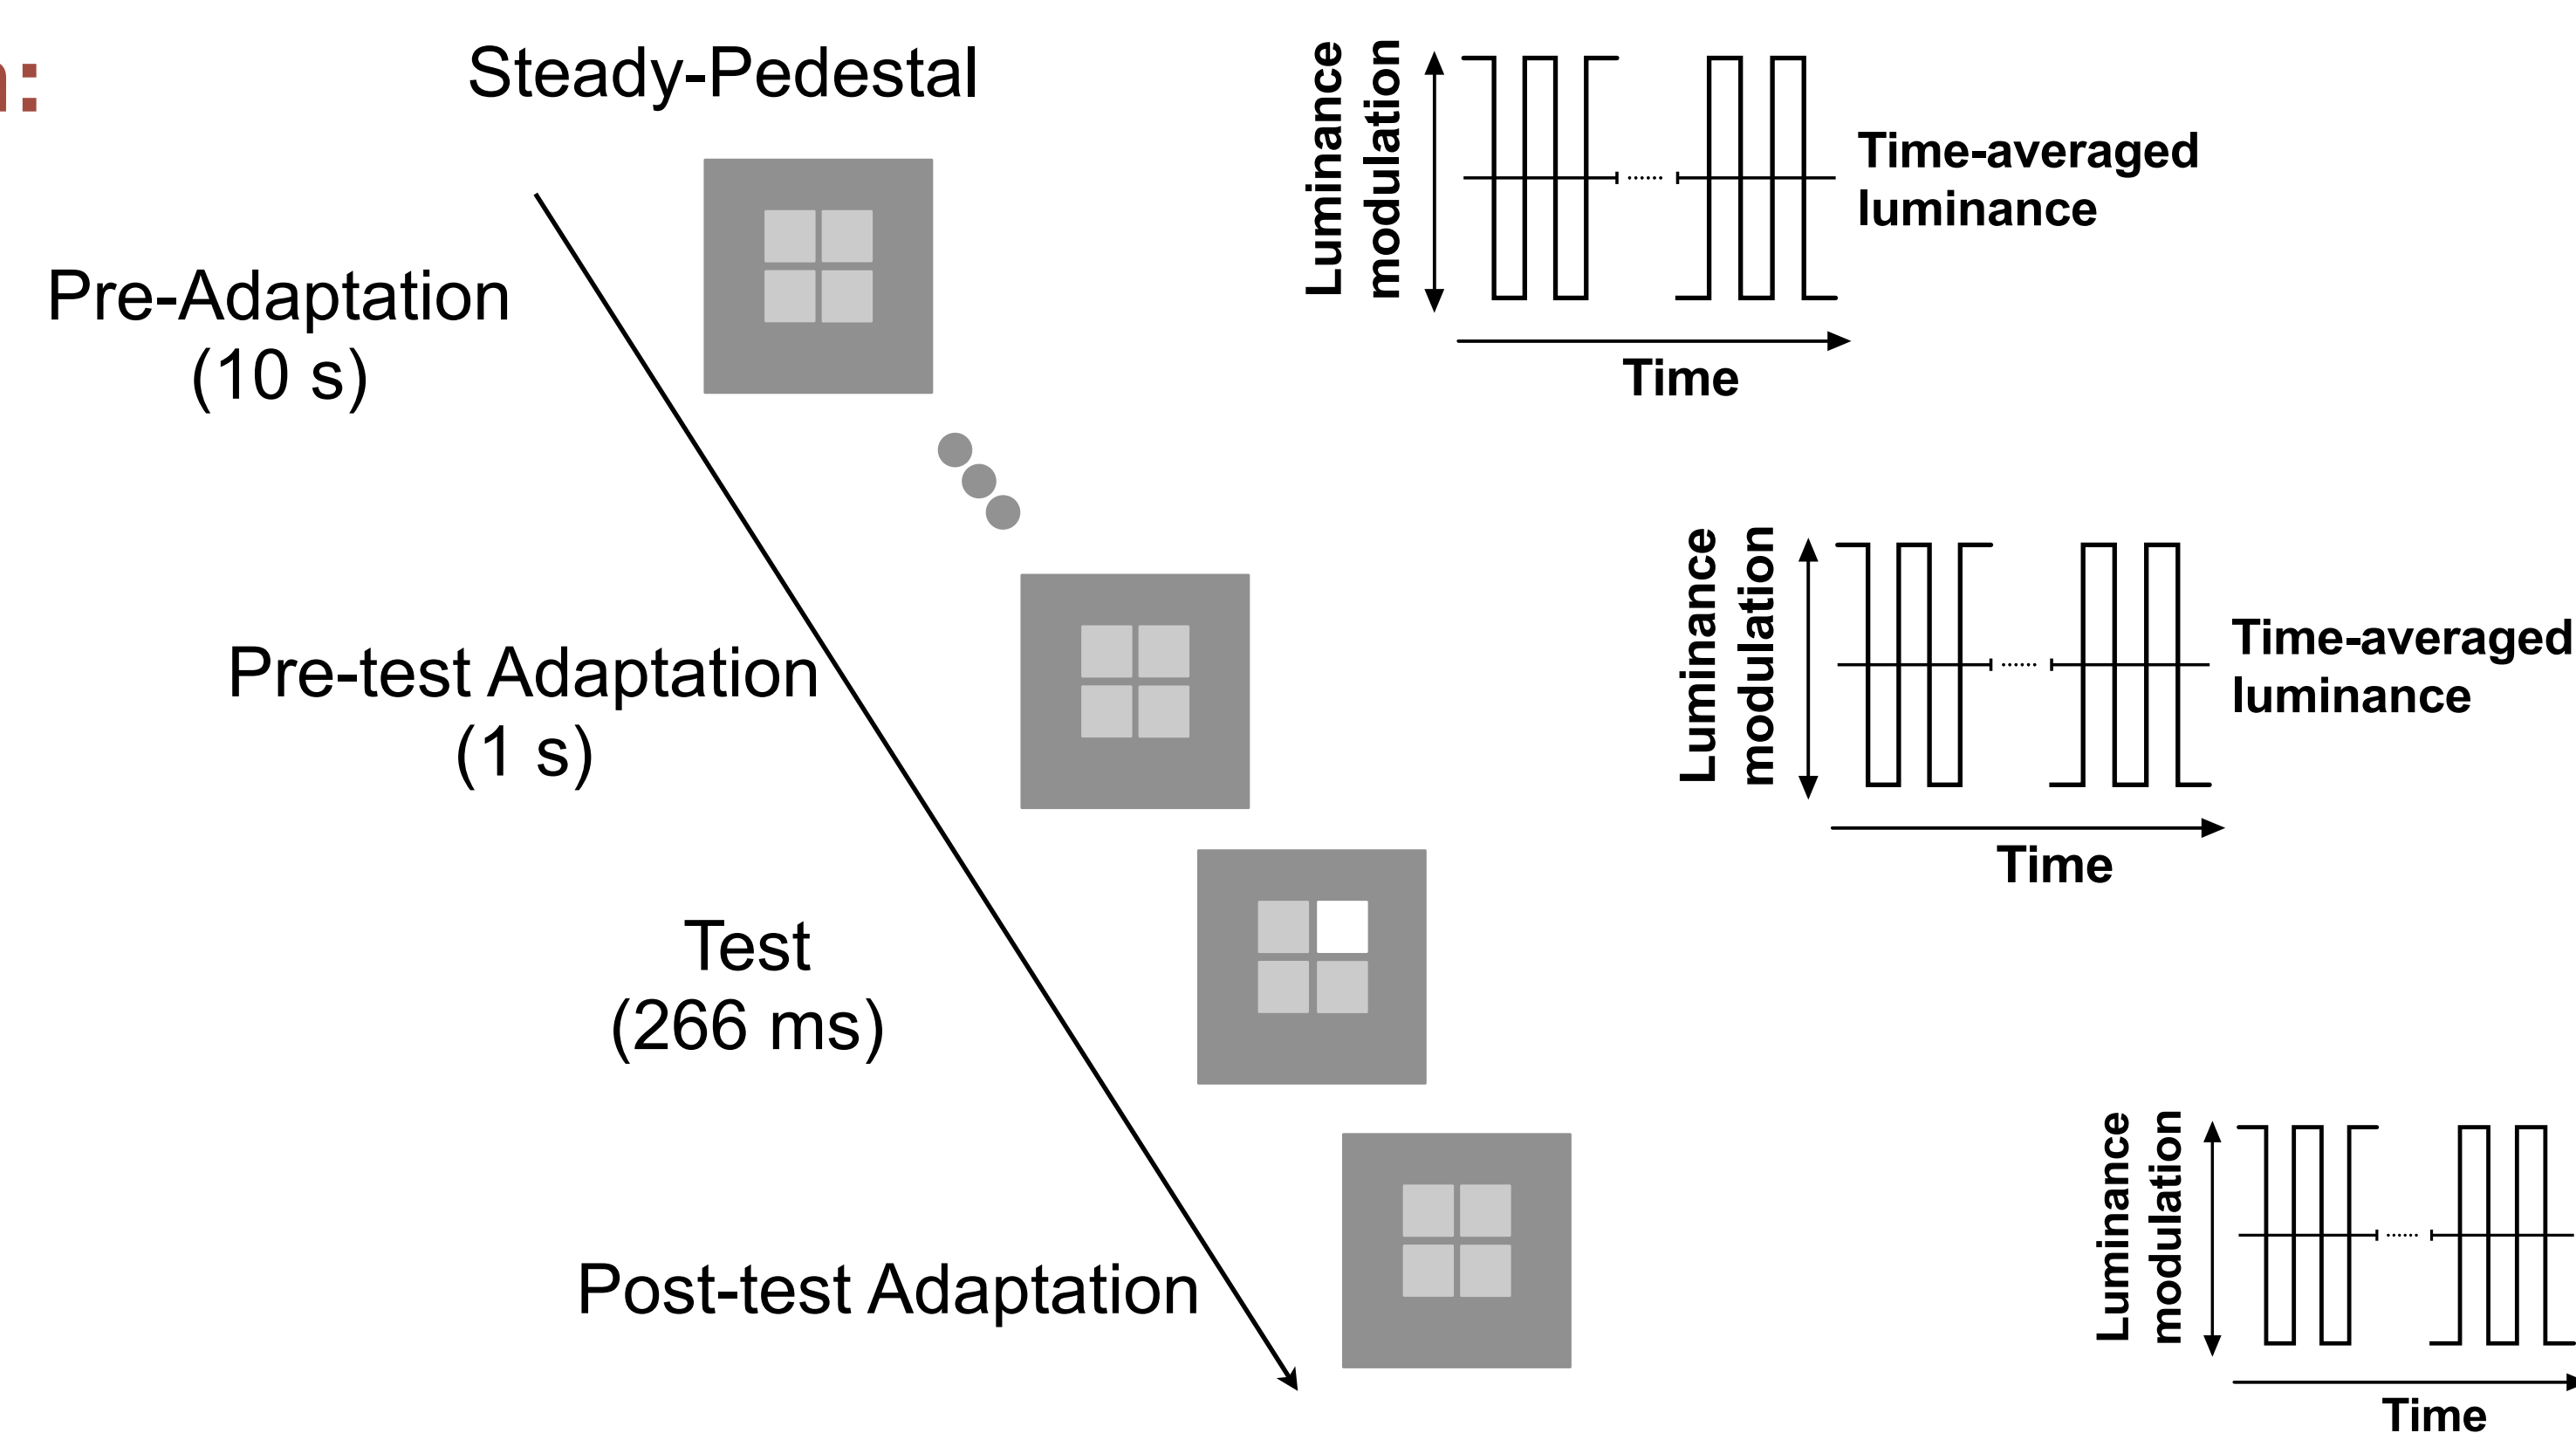 n:
Steady-Pedestal
Luminance
modulation
Time-averaged
luminance
Time
Pre-Adaptation
(10 s)
Luminance
modulation
Time-averaged
luminance
Time
Pre-test Adaptation
(1 s)
Test
(266 ms)
Luminance
modulation
Time
Post-test Adaptation